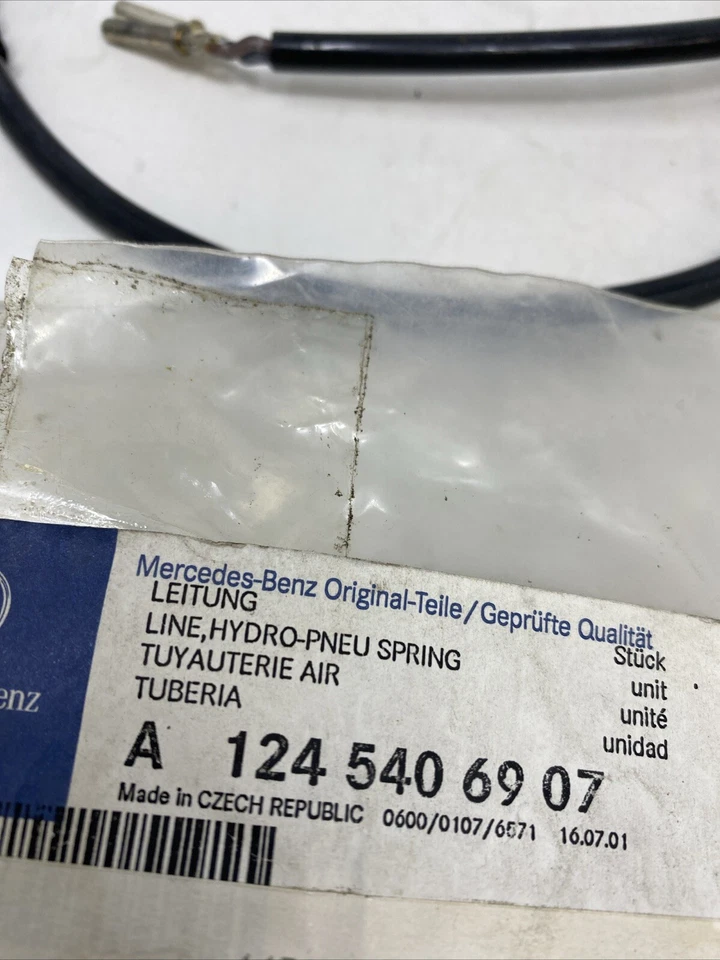 Mercedes-Benz Original-Teile/Geprüfte Qualität
LEITUNG
LINE,HYDRO-PNEU SPRING
TUYAUTERIE AIR
TUBERIA
Stück
unit
unité
unidad
enz
A 124 540 69 07
Made in CZECH REPUBLIC 0600/0107/6571 16.07.01